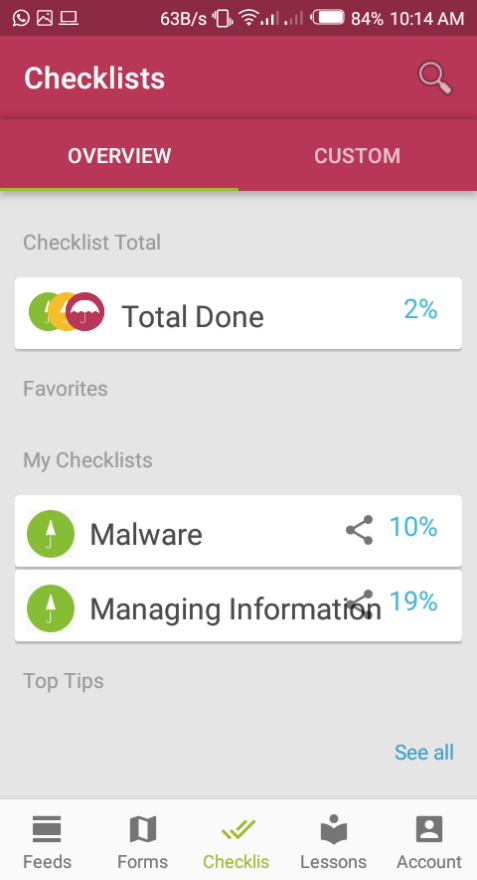 63B/s 84% 10:14 AM
Checklists
OVERVIEW CUSTOM
Checklist Total
Total Done 2%
Favorites
My Checklists
Malware 10%
Managing Information 19%
Top Tips
See all
Feeds Forms Checklis Lessons Account